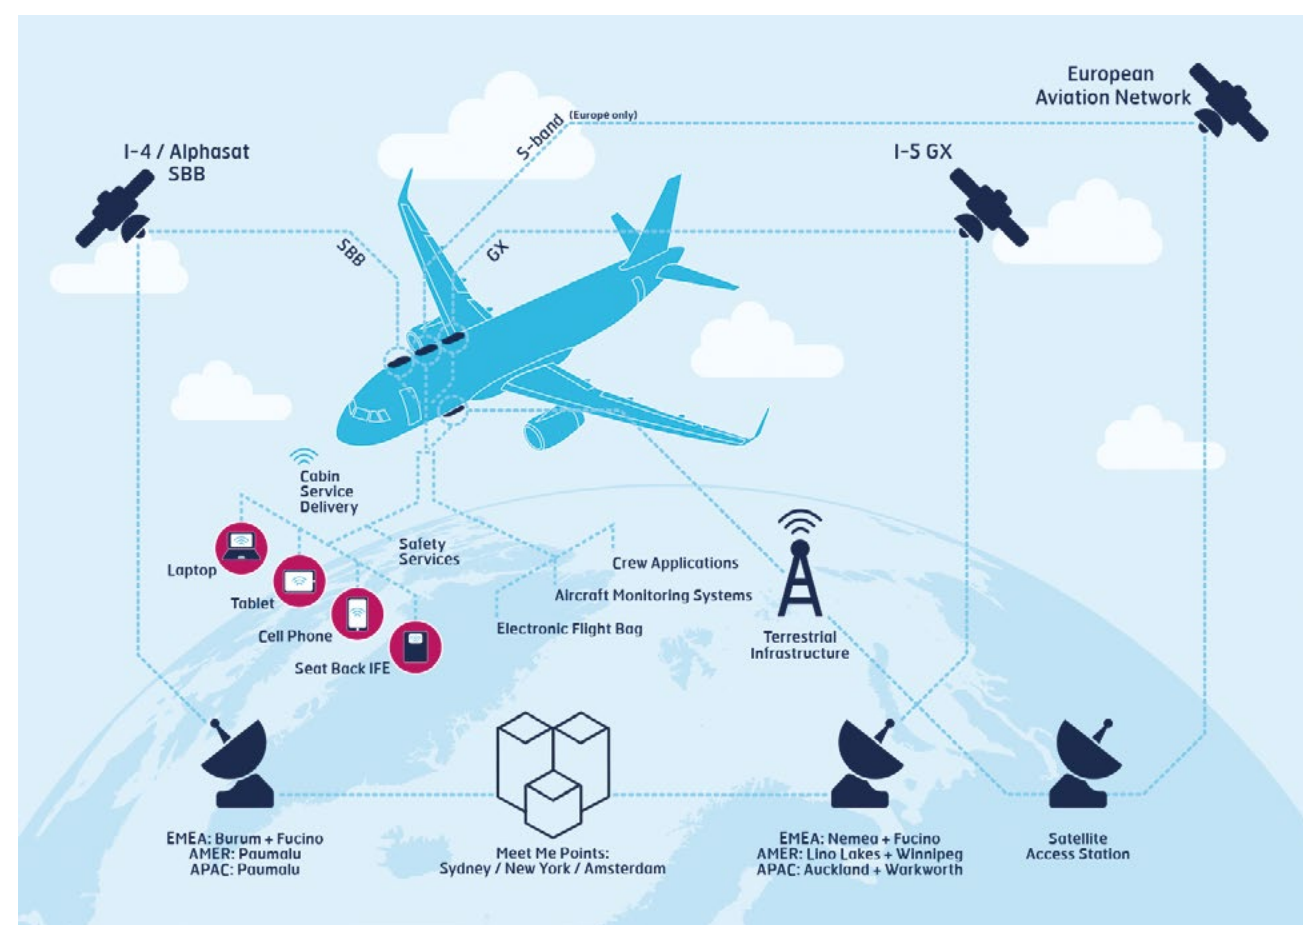 European
Aviation Network
S-band (Europe only)
I-4 / Alphasat
SBB
I-5 GX
SBB
GX
Cabin
Service
Delivery
Laptop
Tablet
Cell Phone
Seat Back IFE
Safety
Services
Crew Applications
Aircraft Monitoring Systems
Electronic Flight Bag
Terrestrial
Infrastructure
EMEA: Burum + Fucino
AMER: Paumalu
APAC: Paumalu
Meet Me Points:
Sydney / New York / Amsterdam
EMEA: Nemea + Fucino
AMER: Lino Lakes + Winnipeg
APAC: Auckland + Warkworth
Satellite
Access Station